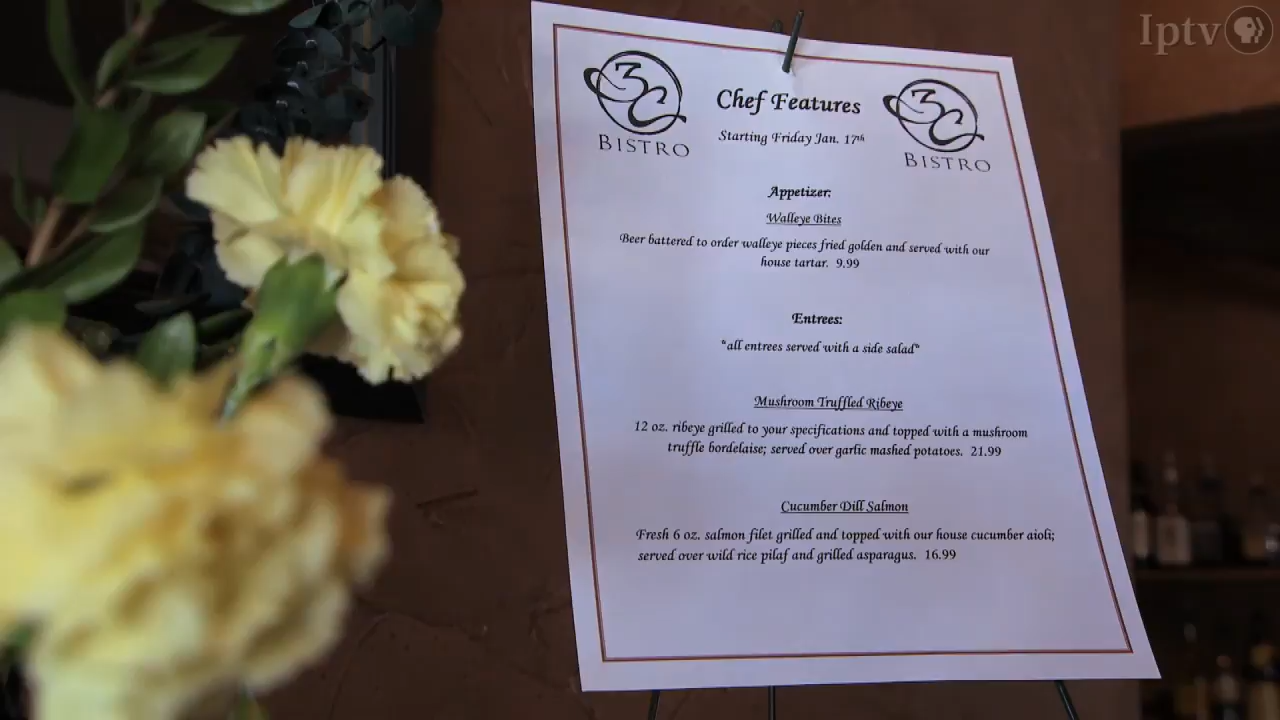 Iptv
3C
BISTRO
Chef Features
3C
BISTRO
Starting Friday Jan. 17th
Appetizer:
Walleye Bites
Beer battered to order walleye pieces fried golden and served with our
house tartar. 9.99
Entrees:
*all entrees served with a side salad*
Mushroom Truffled Ribeye
12 oz. ribeye grilled to your specifications and topped with a mushroom
truffle bordelaise; served over garlic mashed potatoes. 21.99
Cucumber Dill Salmon
Fresh 6 oz. salmon filet grilled and topped with our house cucumber aioli;
served over wild rice pilaf and grilled asparagus. 16.99